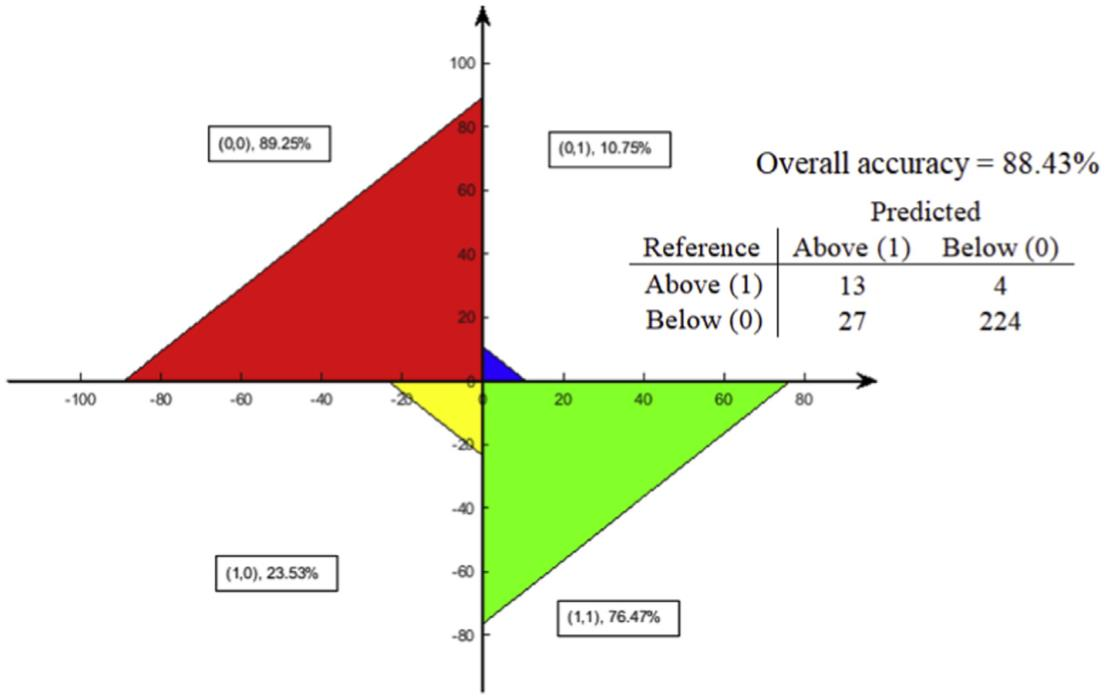 100
(0,0), 89.25%
80
(0,1), 10.75%
Overall accuracy = 88.43%
60
Predicted
Reference Above (1) Below (0)
40
Above (1) 13 4
20
Below (0) 27 224
0
-100 -80 -60 -40 -20 0 20 40 60 80
-20
-40
-60
(1,0), 23.53%
(1,1), 76.47%
-80